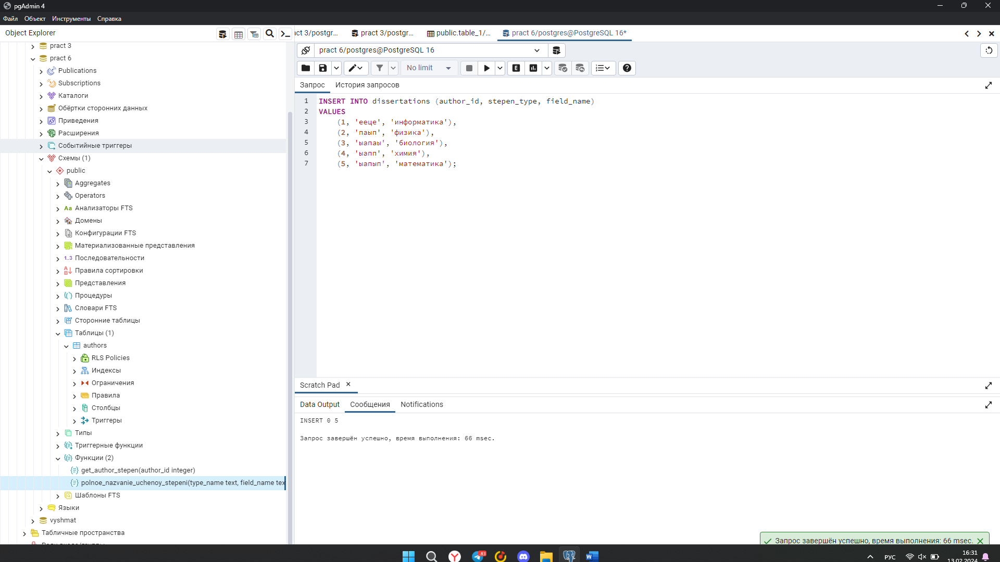 pgAdmin 4
Файл Объект Инструменты Справка
Object Explorer
pract 3
pract 6
Publications
Subscriptions
Каталоги
Обёртки сторонних данных
Приведения
Расширения
Событийные триггеры
Схемы (1)
public
Aggregates
Operators
Aa Анализаторы FTS
Домены
Конфигурации FTS
Материализованные представления
1..3 Последовательности
Правила сортировки
Представления
Процедуры
Словари FTS
Сторонние таблицы
Таблицы (1)
authors
RLS Policies
Индексы
Ограничения
Правила
Столбцы
Триггеры
Типы
Триггерные функции
Функции (2)
get_author_stepen(author_id integer)
polnoe_nazvanie_uchenoy_stepeni(type_name text, field_name tex
Шаблоны FTS
Языки
vyshmat
Табличные пространства
act 3/postgr... pract 3/postgr... public.table_1/... pract 6/postgres@PostgreSQL 16*
pract 6/postgres@PostgreSQL 16
No limit
E
Запрос История запросов
1 INSERT INTO dissertations (author_id, stepen_type, field_name)
2 VALUES
3 (1, 'ееце', 'информатика'),
4 (2, 'паып', 'физика'),
5 (3, 'ыапаы', 'биология'),
6 (4, 'ыапп', 'химия'),
7 (5, 'ыапып', 'математика');
Scratch Pad
Data Output Сообщения Notifications
INSERT 0 5
Запрос завершён успешно, время выполнения: 66 msec.
Запрос завершён успешно, время выполнения: 66 msec.
83
РУС
16:31
13.02.2024